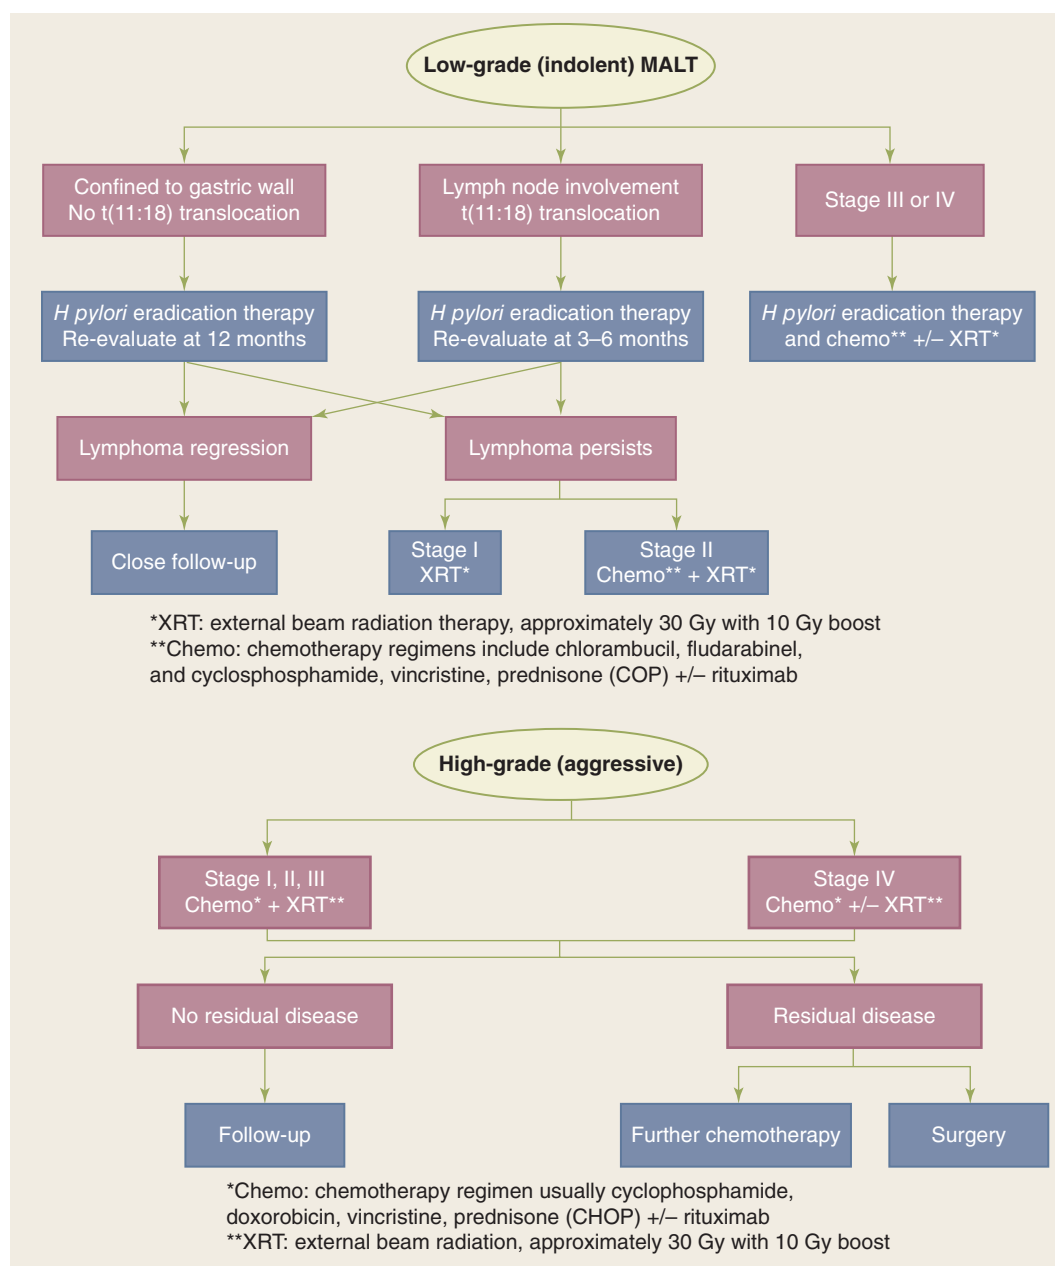 Low-grade (indolent) MALT
Confined to gastric wall
No t(11:18) translocation
Lymph node involvement
t(11:18) translocation
Stage III or IV
H pylori eradication therapy
Re-evaluate at 12 months
H pylori eradication therapy
Re-evaluate at 3–6 months
H pylori eradication therapy
and chemo** +/– XRT*
Lymphoma regression
Lymphoma persists
Close follow-up
Stage I
XRT*
Stage II
Chemo** + XRT*
*XRT: external beam radiation therapy, approximately 30 Gy with 10 Gy boost
**Chemo: chemotherapy regimens include chlorambucil, fludarabinel,
and cyclosphosphamide, vincristine, prednisone (COP) +/– rituximab
High-grade (aggressive)
Stage I, II, III
Chemo* + XRT**
Stage IV
Chemo* +/– XRT**
No residual disease
Residual disease
Follow-up
Further chemotherapy
Surgery
*Chemo: chemotherapy regimen usually cyclophosphamide,
doxorobicin, vincristine, prednisone (CHOP) +/– rituximab
**XRT: external beam radiation, approximately 30 Gy with 10 Gy boost